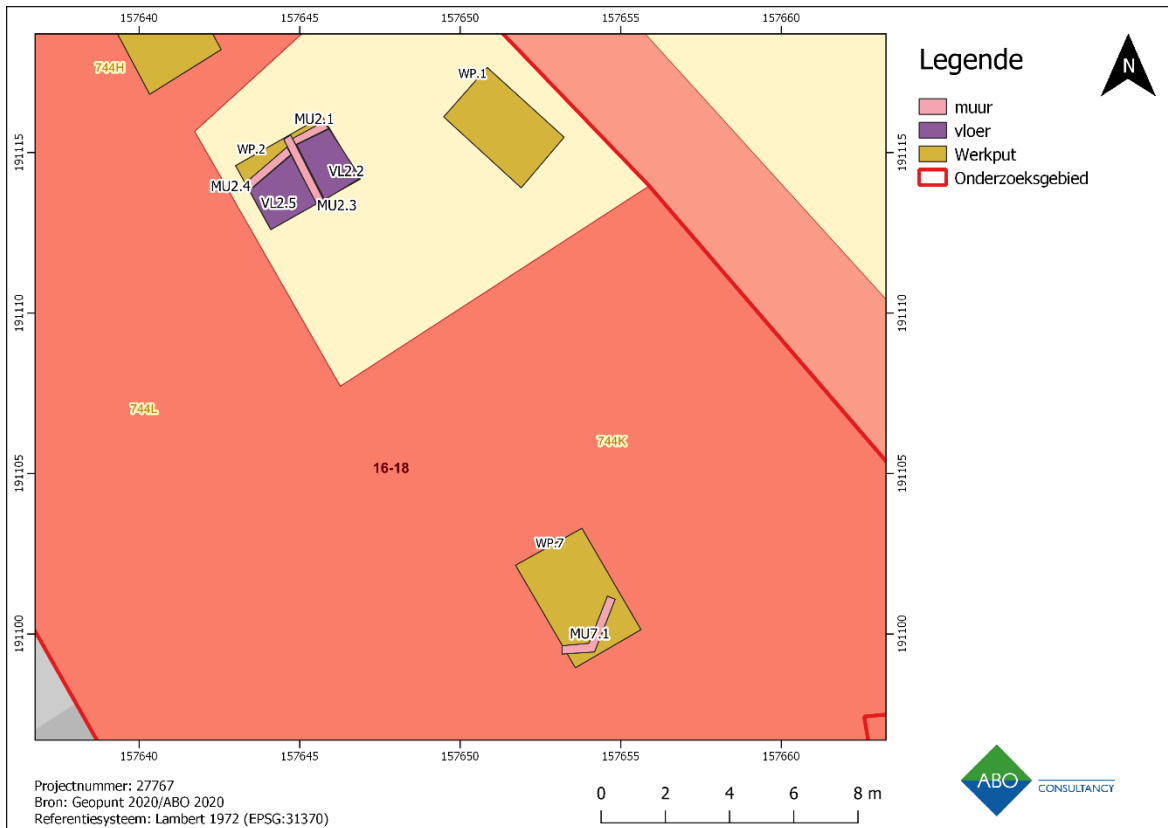 157640 157645 157650 157655 157660
Legende
N
muur
vloer
Werkput
Onderzoeksgebied
744H
WP.1
MU2.1
WP.2
191115 191115
VL2.2
MU2.4
VL2.5 MU2.3
191110 191110
744L
744K
16-18
191105 191105
WP.7
MU7.1
191100 191100
157640 157645 157650 157655 157660
Projectnummer: 27767
Bron: Geopunt 2020/ABO 2020
Referentiesysteem: Lambert 1972 (EPSG:31370)
0 2 4 6 8 m
ABO CONSULTANCY